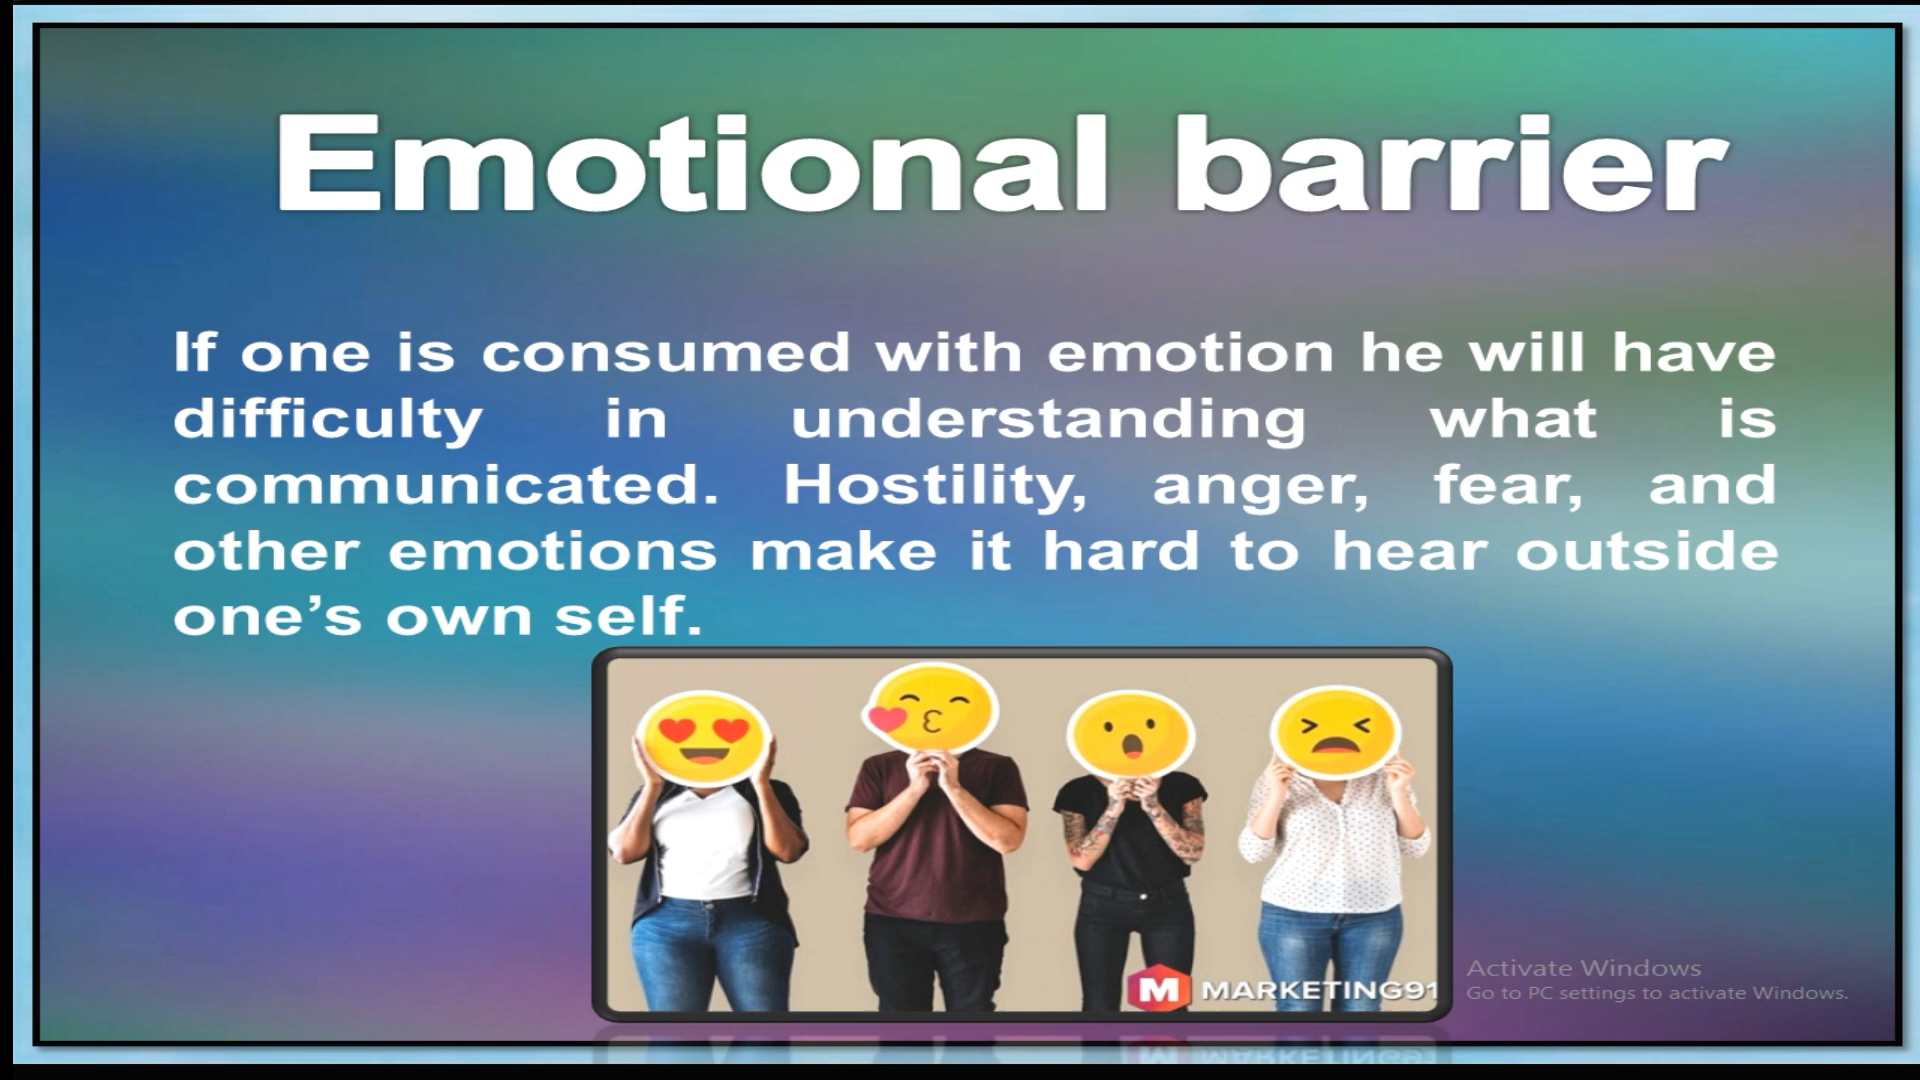 Emotional barrier
If one is consumed with emotion he will have
difficulty in understanding what is
communicated. Hostility, anger, fear, and
other emotions make it hard to hear outside
one’s own self.
M MARKETING91
Activate Windows
Go to PC settings to activate Windows.